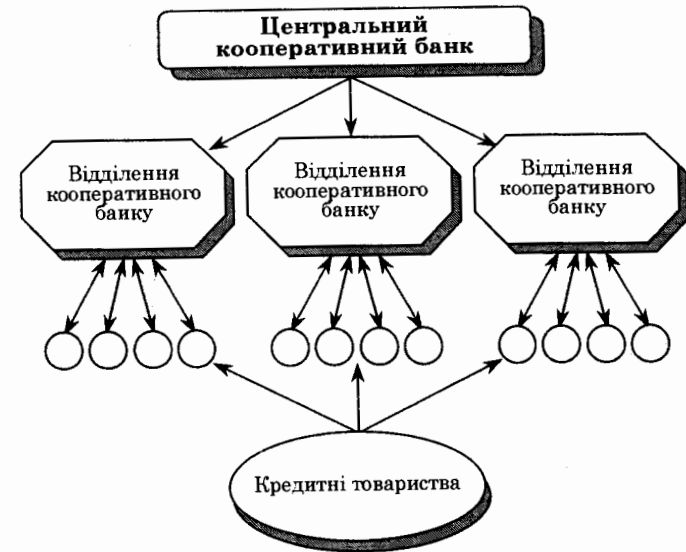 Центральний
кооперативний банк
Відділення
кооперативного
банку
Відділення
кооперативного
банку
Відділення
кооперативного
банку
Кредитні товариства